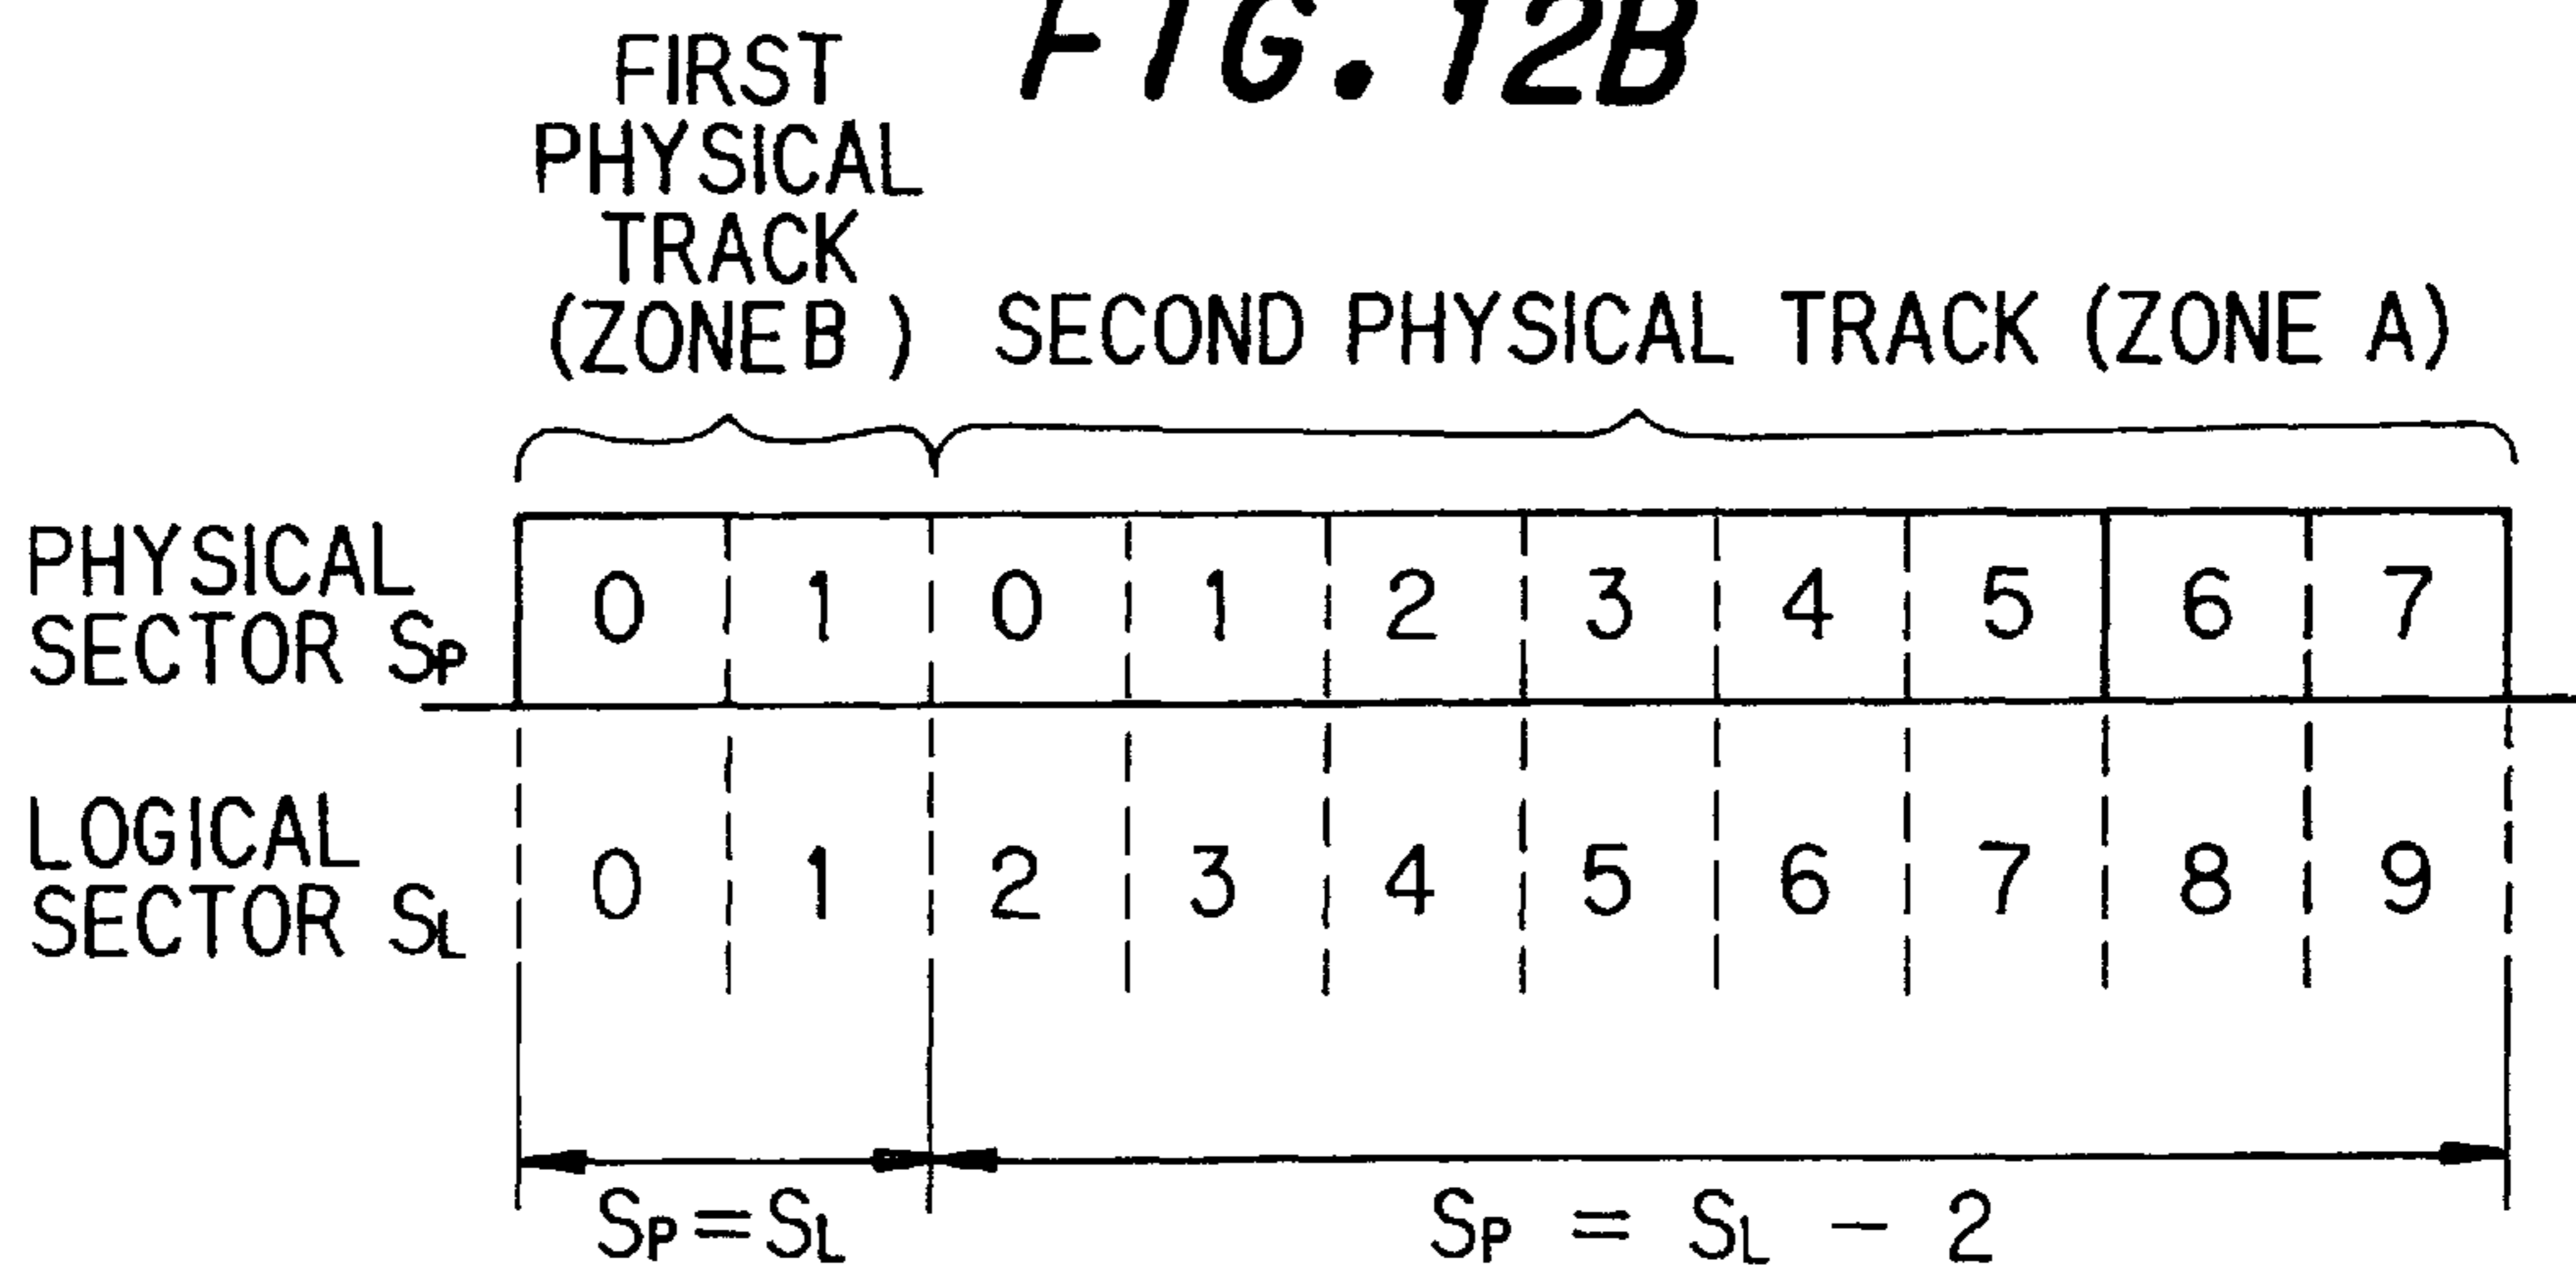 FIG.12B
FIRST
PHYSICAL
TRACK
(ZONE B )
SECOND PHYSICAL TRACK (ZONE A)
PHYSICAL
SECTOR SP
0 1 0 1 2 3 4 5 6 7
LOGICAL
SECTOR SL
0 1 2 3 4 5 6 7 8 9
SP=SL
SP = SL - 2